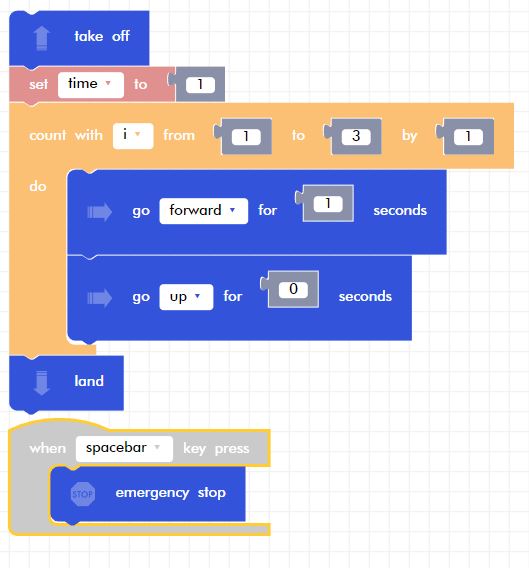 take off
set time to 1
count with i from 1 to 3 by 1
do
go forward for 1 seconds
go up for 0 seconds
land
when spacebar key press
STOP emergency stop